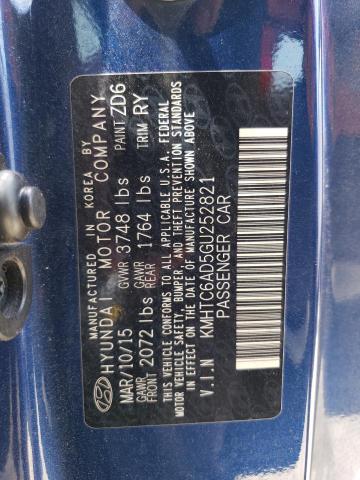 MANUFACTURED IN KOREA BY
HYUNDAI MOTOR COMPANY
MAR/10/15 GVWR 3748 lbs PAINT ZD6
GAWR FRONT 2072 lbs GAWR REAR 1764 lbs TRIM RY
THIS VEHICLE CONFORMS TO ALL APPLICABLE U.S.A. FEDERAL
MOTOR VEHICLE SAFETY, BUMPER, AND THEFT PREVENTION STANDARDS
IN EFFECT ON THE DATE OF MANUFACTURE SHOWN ABOVE
V.I.N KMHTC6AD5GU252821
PASSENGER CAR